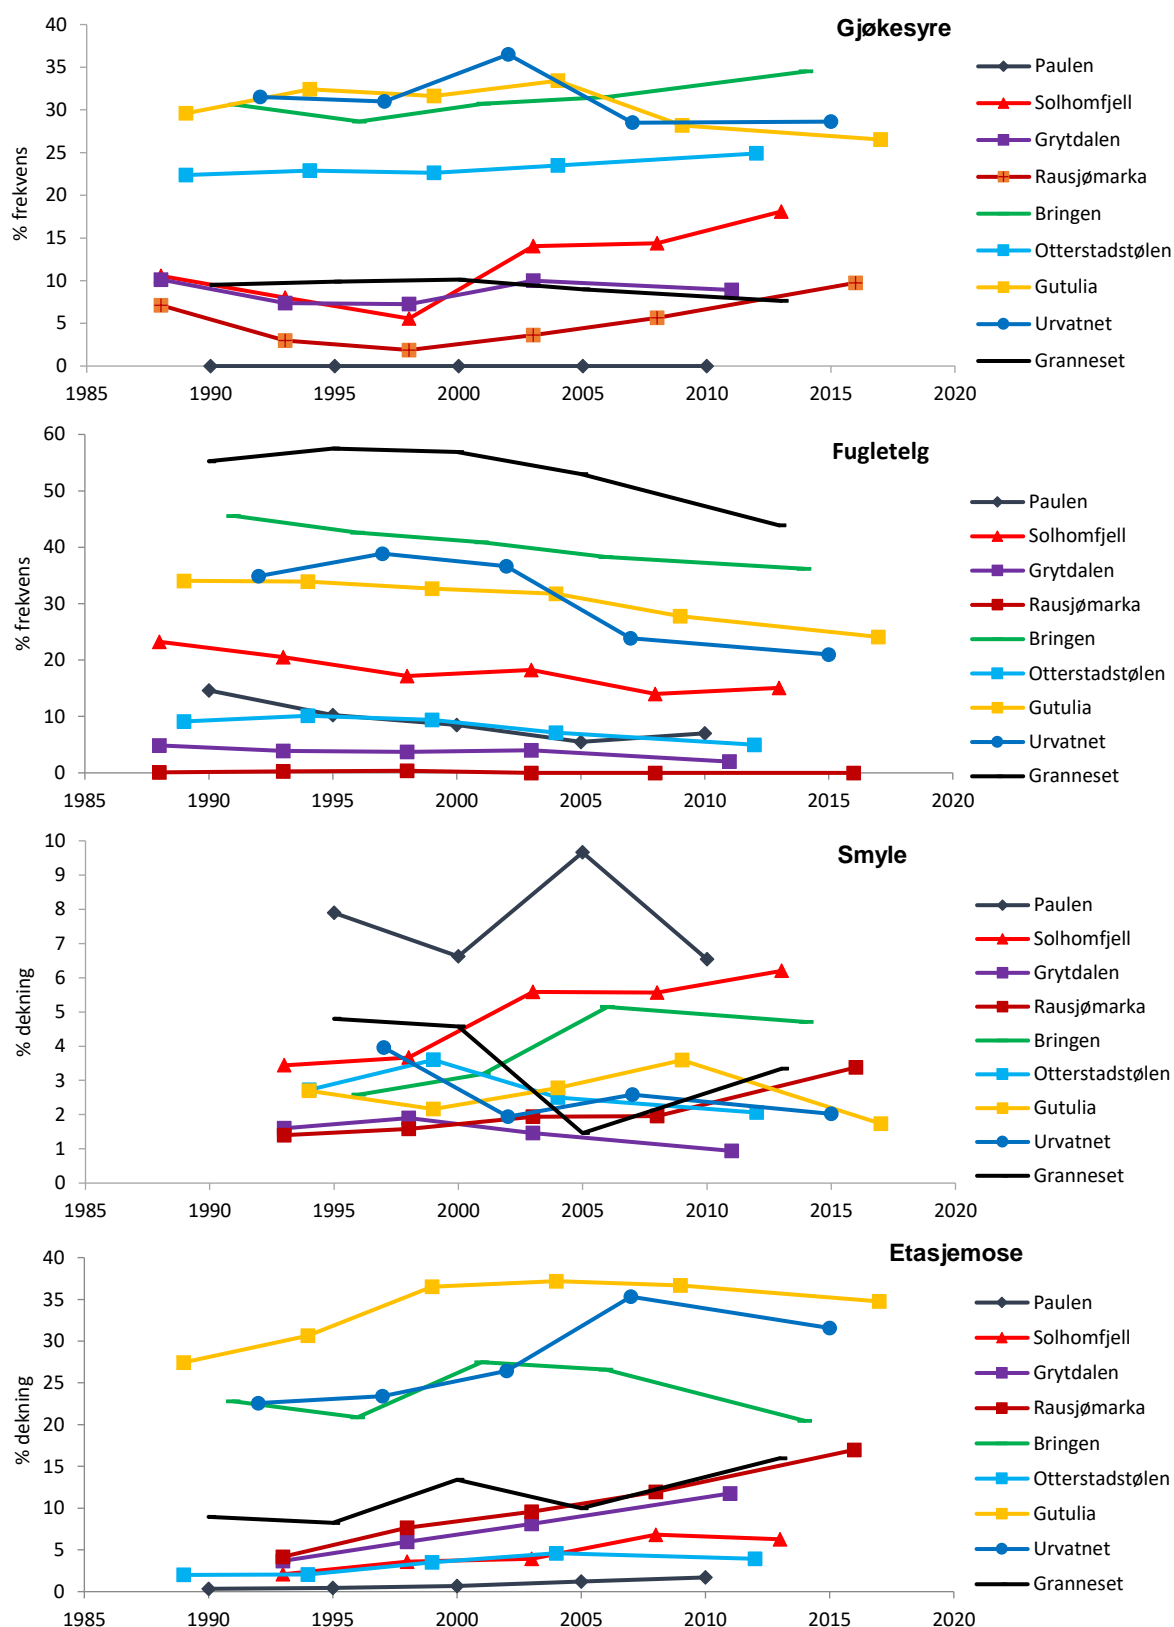 Gjøkesyre
% frekvens
40
35
30
25
20
15
10
5
0
1985 1990 1995 2000 2005 2010 2015 2020
Paulen
Solhomfjell
Grytdalen
Rausjømarka
Bringen
Otterstadstølen
Gutulia
Urvatnet
Granneset
Fugletelg
% frekvens
60
50
40
30
20
10
0
1985 1990 1995 2000 2005 2010 2015 2020
Paulen
Solhomfjell
Grytdalen
Rausjømarka
Bringen
Otterstadstølen
Gutulia
Urvatnet
Granneset
Smyle
% dekning
10
9
8
7
6
5
4
3
2
1
0
1985 1990 1995 2000 2005 2010 2015 2020
Paulen
Solhomfjell
Grytdalen
Rausjømarka
Bringen
Otterstadstølen
Gutulia
Urvatnet
Granneset
Etasjemose
% dekning
40
35
30
25
20
15
10
5
0
1985 1990 1995 2000 2005 2010 2015 2020
Paulen
Solhomfjell
Grytdalen
Rausjømarka
Bringen
Otterstadstølen
Gutulia
Urvatnet
Granneset